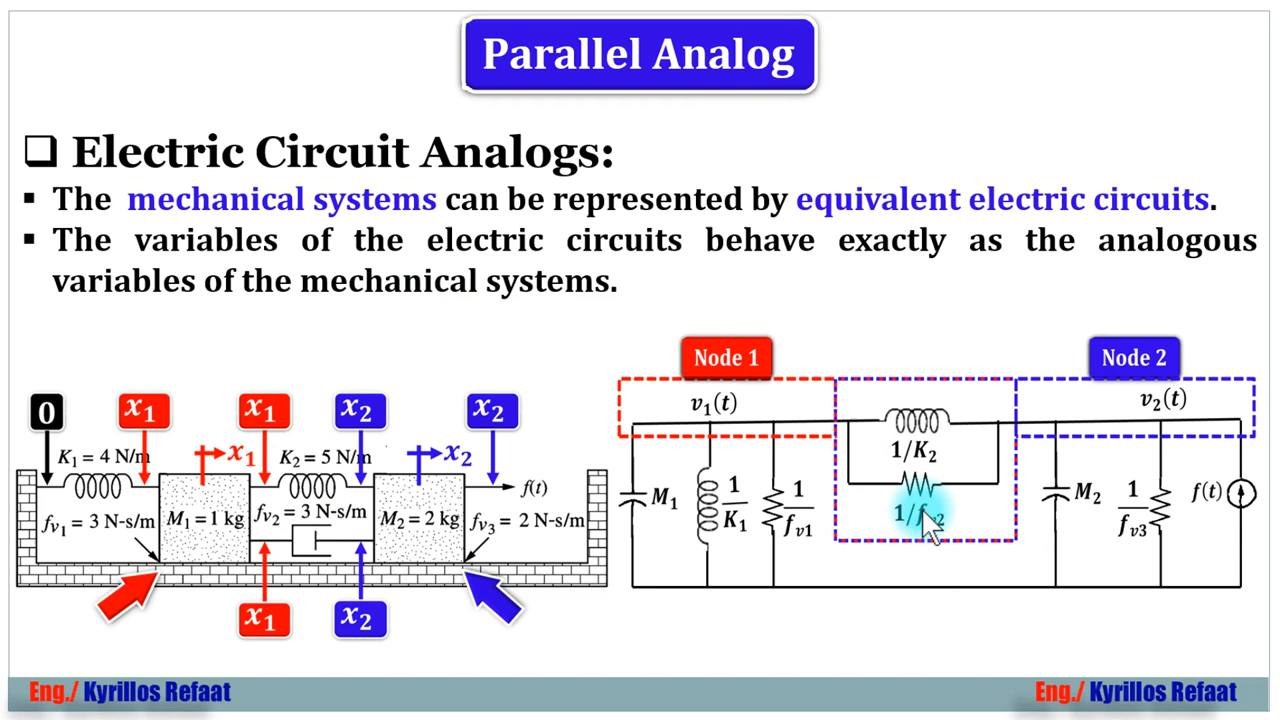 Parallel Analog
❑ Electric Circuit Analogs:
▪ The mechanical systems can be represented by equivalent electric circuits.
▪ The variables of the electric circuits behave exactly as the analogous
variables of the mechanical systems.
Node 1
Node 2
0
x₁
x₁
x₂
x₂
v₁(t)
v₂(t)
K₁ = 4 N/m
x₁
K₂ = 5 N/m
x₂
1/K₂
f(t)
M₁
1/K₁
1/fᵥ₁
1/fᵥ₂
M₂
1/fᵥ₃
f(t)
fᵥ₁ = 3 N-s/m
M₁ = 1 kg
fᵥ₂ = 3 N-s/m
M₂ = 2 kg
fᵥ₃ = 2 N-s/m
x₁
x₂
Eng./ Kyrillos Refaat
Eng./ Kyrillos Refaat